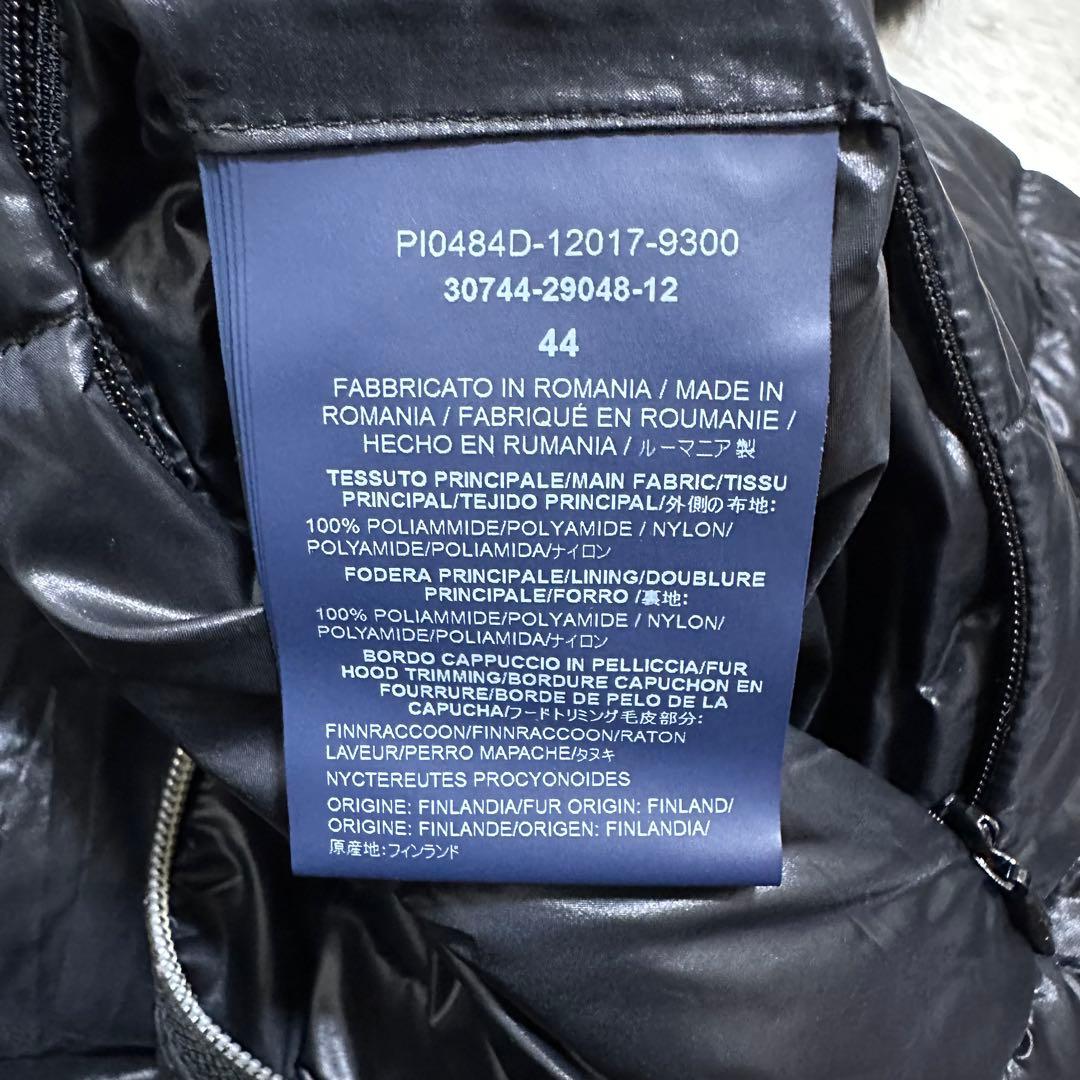 PI0484D-12017-9300
30744-29048-12
44
FABBRICATO IN ROMANIA / MADE IN
ROMANIA / FABRIQUÉ EN ROUMANIE /
HECHO EN RUMANIA / ルーマニア製
TESSUTO PRINCIPALE/MAIN FABRIC/TISSU
PRINCIPAL/TEJIDO PRINCIPAL/外側の布地:
100% POLIAMMIDE/POLYAMIDE / NYLON/
POLYAMIDE/POLIAMIDA/ナイロン
FODERA PRINCIPALE/LINING/DOUBLURE
PRINCIPALE/FORRO /裏地:
100% POLIAMMIDE/POLYAMIDE / NYLON/
POLYAMIDE/POLIAMIDA/ナイロン
BORDO CAPPUCCIO IN PELLICCIA/FUR
HOOD TRIMMING/BORDURE CAPUCHON EN
FOURRURE/BORDE DE PELO DE LA
CAPUCHA/フードトリミング毛皮部分:
FINNRACCOON/FINNRACCOON/RATON
LAVEUR/PERRO MAPACHE/タヌキ
NYCTEREUTES PROCYONOIDES
ORIGINE: FINLANDIA/FUR ORIGIN: FINLAND/
ORIGINE: FINLANDE/ORIGEN: FINLANDIA/
原産地:フィンランド